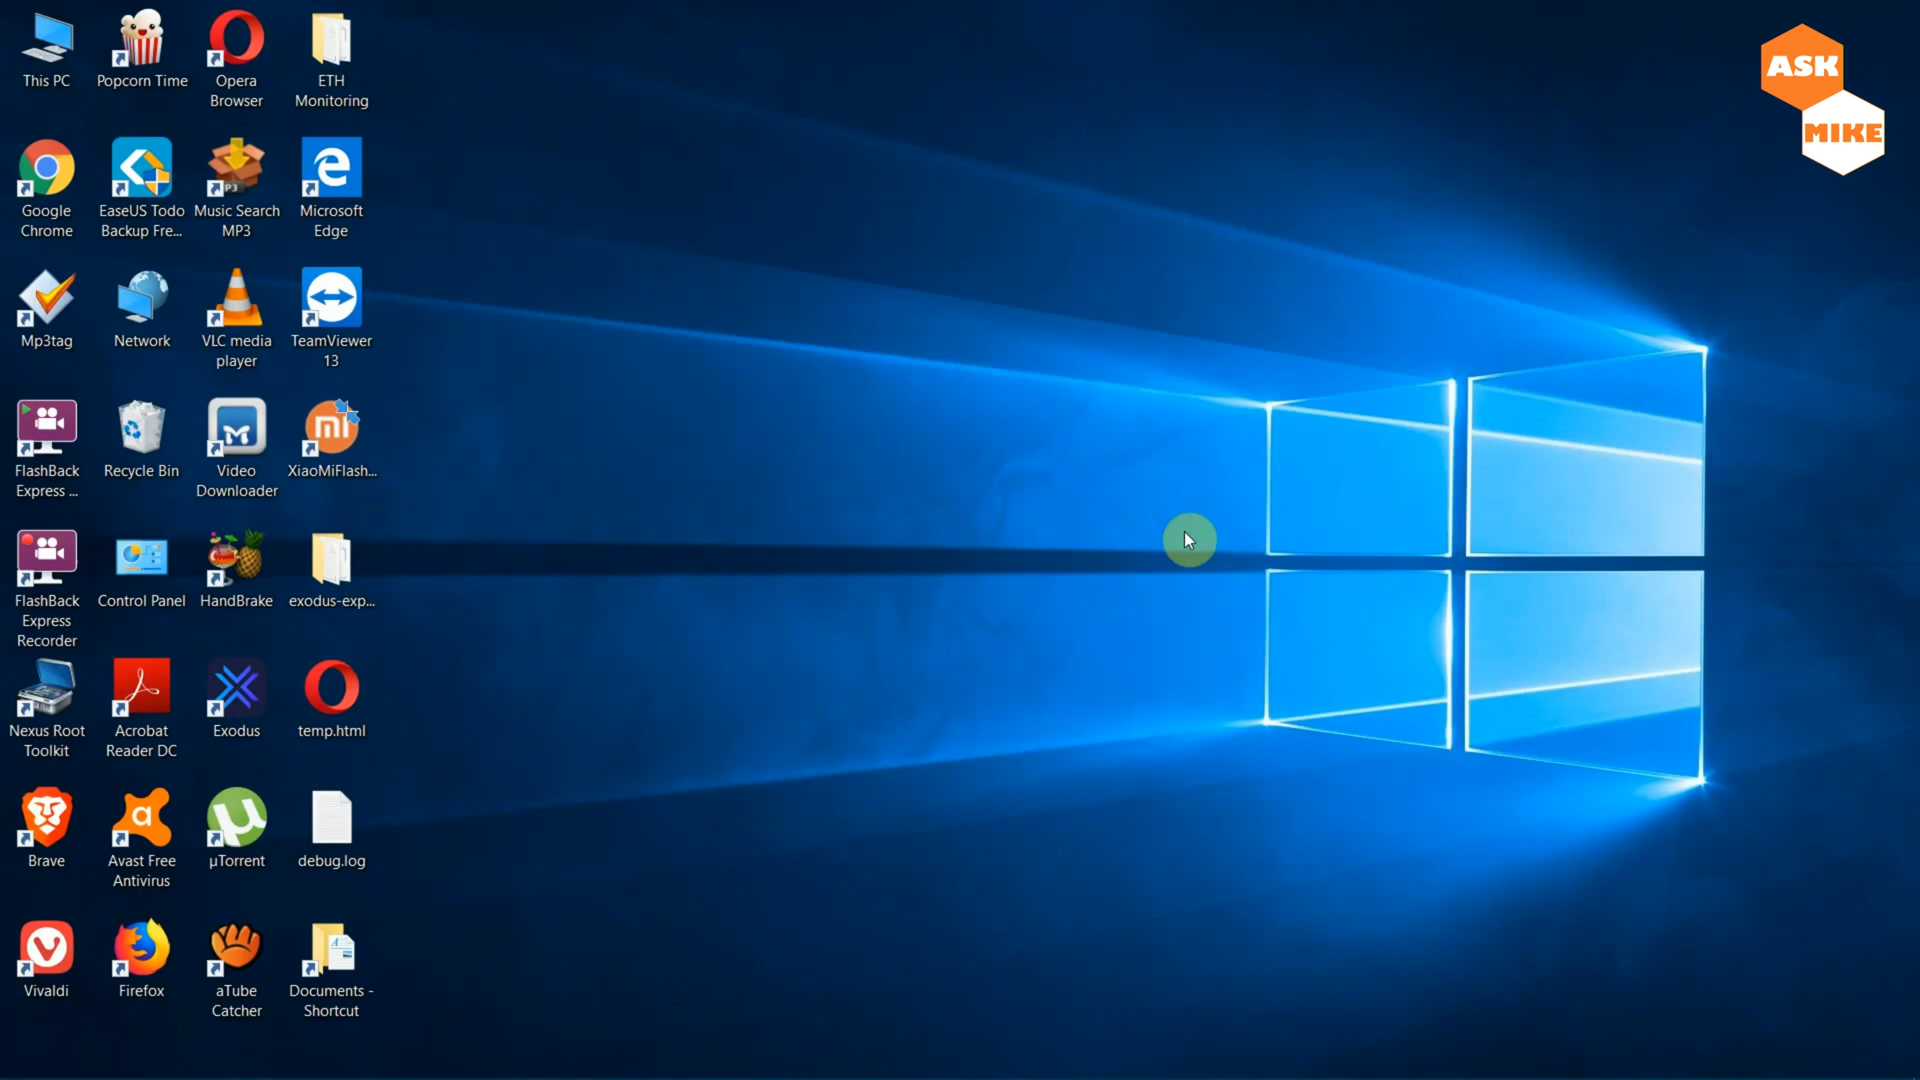 This PC
Popcorn Time
Opera
Browser
ETH
Monitoring
ASK
MIKE
Google
Chrome
EaseUS Todo
Backup Fre...
P3
Music Search
MP3
Microsoft
Edge
Mp3tag
Network
VLC media
player
TeamViewer
13
FlashBack
Express ...
Recycle Bin
Video
Downloader
mi
XiaoMiFlash...
FlashBack
Express
Recorder
Control Panel
HandBrake
exodus-exp...
Nexus Root
Toolkit
Acrobat
Reader DC
Exodus
temp.html
Brave
a
Avast Free
Antivirus
µ
µTorrent
debug.log
Vivaldi
Firefox
aTube
Catcher
Documents -
Shortcut